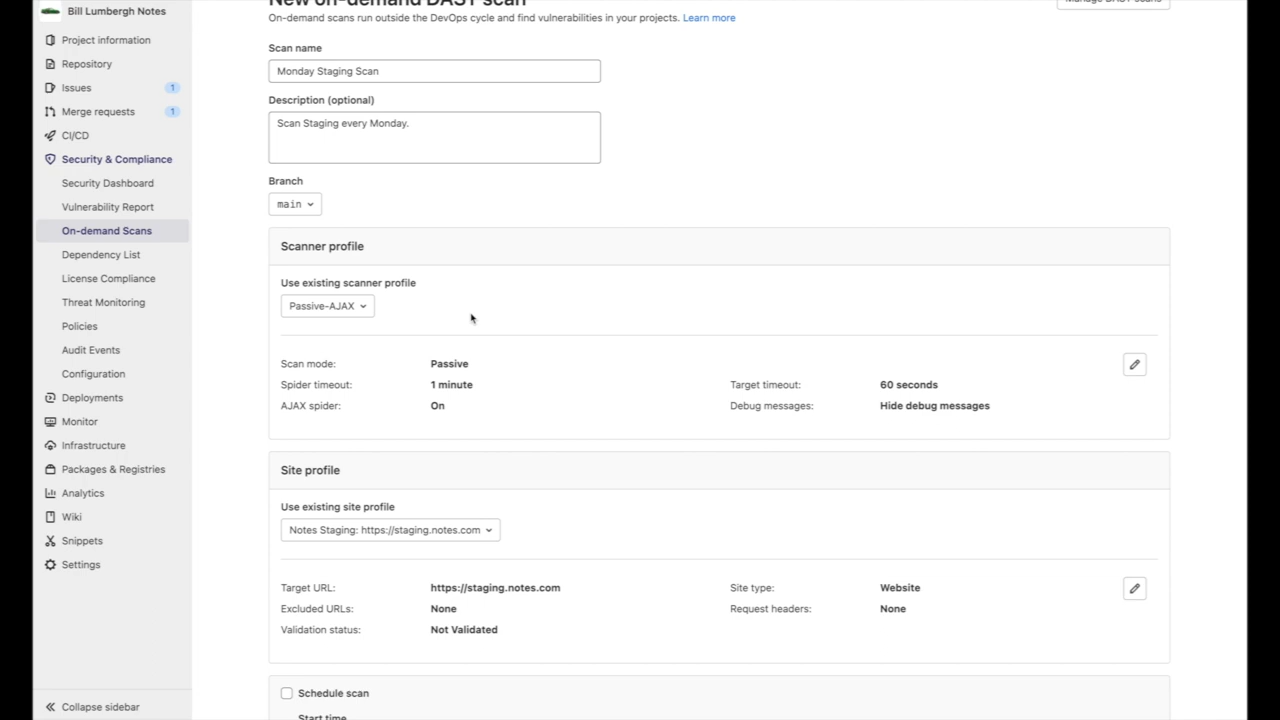 Bill Lumbergh Notes
Project information
Repository
Issues 1
Merge requests 1
CI/CD
Security & Compliance
Security Dashboard
Vulnerability Report
On-demand Scans
Dependency List
License Compliance
Threat Monitoring
Policies
Audit Events
Configuration
Deployments
Monitor
Infrastructure
Packages & Registries
Analytics
Wiki
Snippets
Settings
Collapse sidebar
New on-demand DAST scan
Manage DAST scans
On-demand scans run outside the DevOps cycle and find vulnerabilities in your projects. Learn more
Scan name
Monday Staging Scan
Description (optional)
Scan Staging every Monday.
Branch
main
Scanner profile
Use existing scanner profile
Passive-AJAX
Scan mode: Passive
Spider timeout: 1 minute Target timeout: 60 seconds
AJAX spider: On Debug messages: Hide debug messages
Site profile
Use existing site profile
Notes Staging: https://staging.notes.com
Target URL: https://staging.notes.com Site type: Website
Excluded URLs: None Request headers: None
Validation status: Not Validated
Schedule scan
Start time